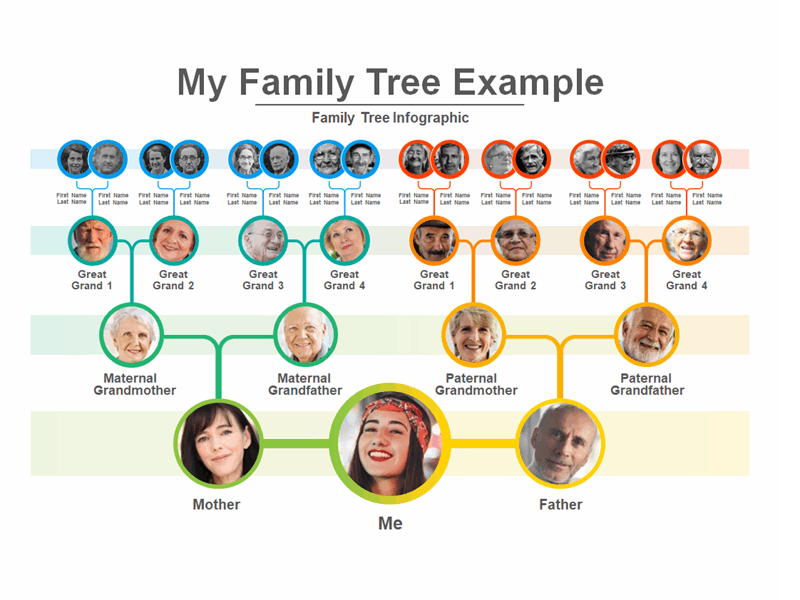 My Family Tree Example
Family Tree Infographic
First Name First Name First Name First Name First Name First Name First Name First Name First Name First Name First Name First Name First Name First Name First Name First Name
Last Name Last Name Last Name Last Name Last Name Last Name Last Name Last Name Last Name Last Name Last Name Last Name Last Name Last Name Last Name Last Name
Great Great Great Great Great Great Great Great
Grand 1 Grand 2 Grand 3 Grand 4 Grand 1 Grand 2 Grand 3 Grand 4
Maternal Maternal Paternal Paternal
Grandmother Grandfather Grandmother Grandfather
Mother Father
Me